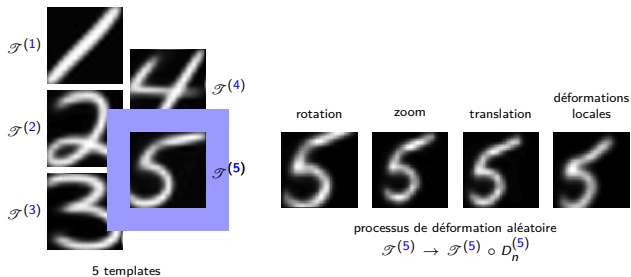 𝒯(1)
𝒯(2)
𝒯(3)
𝒯(4)
𝒯(5)
5 templates
rotation
zoom
translation
déformations
locales
processus de déformation aléatoire
𝒯(5) → 𝒯(5) ∘ Dn(5)